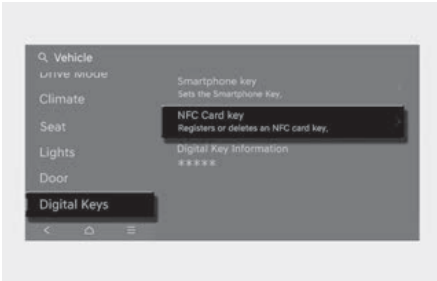 Vehicle
Drive Mode
Climate
Seat
Lights
Door
Digital Keys
Smartphone key
Sets the Smartphone Key.
NFC Card key
Registers or deletes an NFC card key.
Digital Key Information
*****